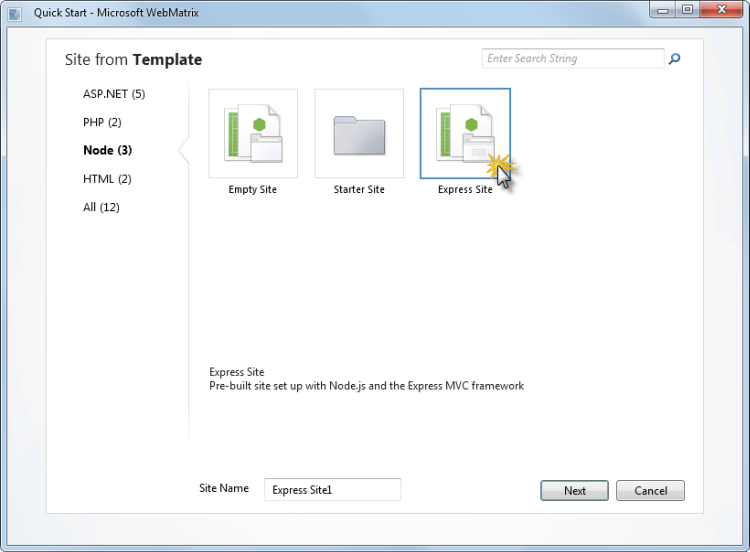 Quick Start - Microsoft WebMatrix
Site from Template
Enter Search String
ASP.NET (5)
PHP (2)
Node (3)
HTML (2)
All (12)
Empty Site
Starter Site
Express Site
Express Site
Pre-built site set up with Node.js and the Express MVC framework
Site Name
Express Site1
Next
Cancel